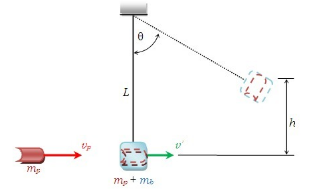 θ
L
h
v_p
v'
m_p
m_p + m_b